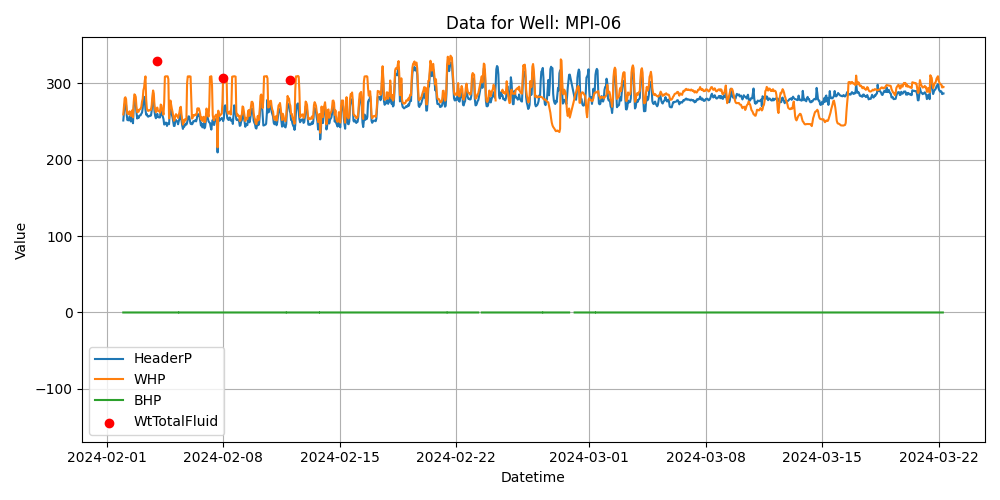 Data for Well: MPI-06
Value
300
200
100
0
−100
HeaderP
WHP
BHP
WtTotalFluid
2024-02-01 2024-02-08 2024-02-15 2024-02-22 2024-03-01 2024-03-08 2024-03-15 2024-03-22
Datetime